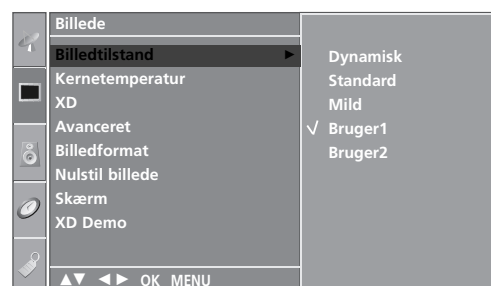 Billede
Billedtilstand ►
Kernetemperatur
XD
Avanceret
Billedformat
Nulstil billede
Skærm
XD Demo
▲▼ ◄► OK MENU
Dynamisk
Standard
Mild
√ Bruger1
Bruger2